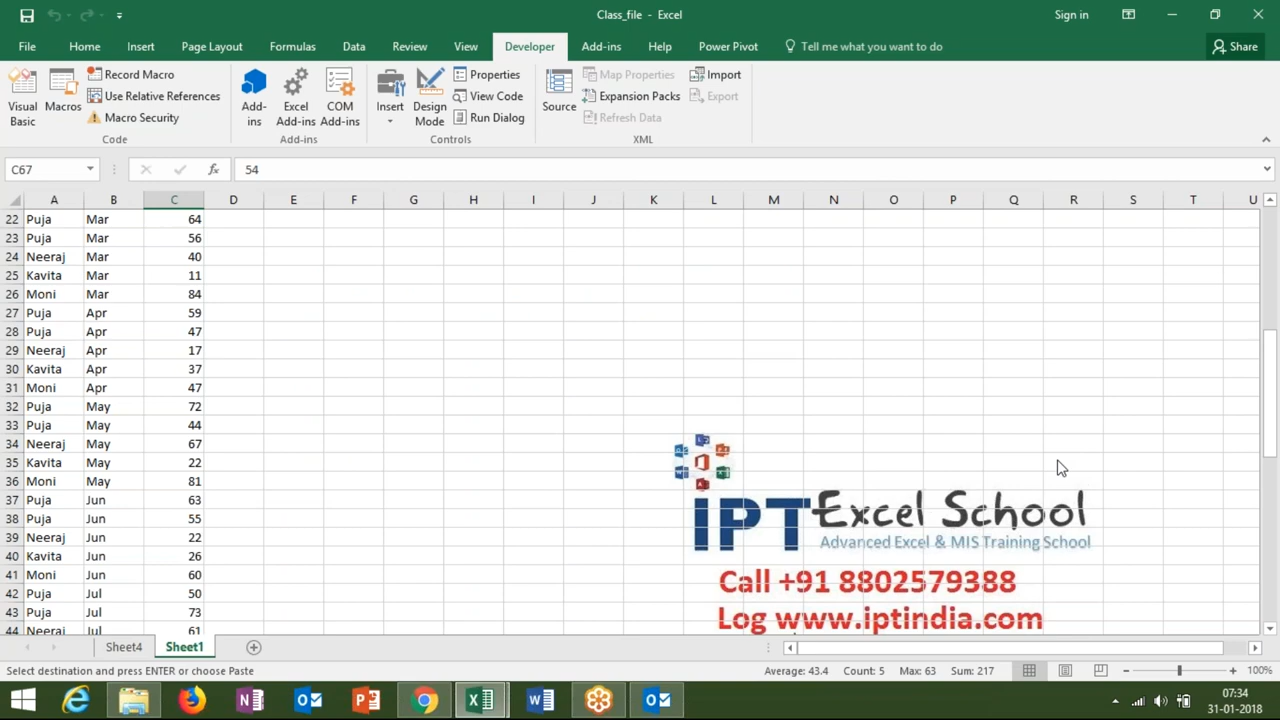 Class_file - Excel
Sign in
File Home Insert Page Layout Formulas Data Review View Developer Add-ins Help Power Pivot Tell me what you want to do Share
Visual Basic
Macros
Record Macro
Use Relative References
Macro Security
Code
Add-ins
Excel Add-ins
COM Add-ins
Add-ins
Insert
Design Mode
Properties
View Code
Run Dialog
Controls
Source
Map Properties
Expansion Packs
Refresh Data
Import
Export
XML
C67 fx 54
A B C D E F G H I J K L M N O P Q R S T U
22 Puja Mar 64
23 Puja Mar 56
24 Neeraj Mar 40
25 Kavita Mar 11
26 Moni Mar 84
27 Puja Apr 59
28 Puja Apr 47
29 Neeraj Apr 17
30 Kavita Apr 37
31 Moni Apr 47
32 Puja May 72
33 Puja May 44
34 Neeraj May 67
35 Kavita May 22
36 Moni May 81
37 Puja Jun 63
38 Puja Jun 55
39 Neeraj Jun 22
40 Kavita Jun 26
41 Moni Jun 60
42 Puja Jul 50
43 Puja Jul 73
44 Neeraj Jul 61
IPT Excel School
Advanced Excel & MIS Training School
Call +91 8802579388
Log www.iptindia.com
Sheet4 Sheet1
Select destination and press ENTER or choose Paste
Average: 43.4 Count: 5 Max: 63 Sum: 217
100%
07:34
31-01-2018